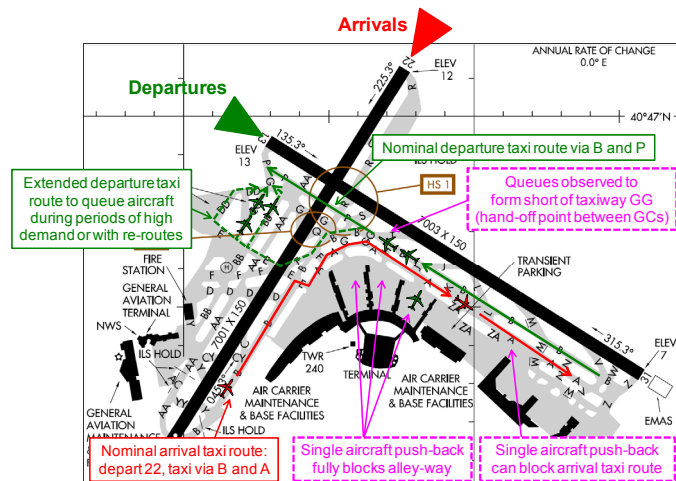 Arrivals
ANNUAL RATE OF CHANGE
0.0° E
22
ELEV
12
225.3°
R
40°47'N
Departures
13
135.3°
ELEV
13
Nominal departure taxi route via B and P
ILS HOLD
HS 1
Extended departure taxi
route to queue aircraft
during periods of high
demand or with re-routes
Queues observed to
form short of taxiway GG
(hand-off point between GCs)
7003 X 150
TRANSIENT
PARKING
FIRE
STATION
GENERAL
AVIATION
TERMINAL
NWS
ILS HOLD
7001 X 150
315.3°
ELEV
7
31
EMAS
TWR
240
TERMINAL
AIR CARRIER
MAINTENANCE
& BASE FACILITIES
AIR CARRIER
MAINTENANCE
& BASE FACILITIES
045.3°
GENERAL
AVIATION
ILS HOLD
Nominal arrival taxi route:
depart 22, taxi via B and A
Single aircraft push-back
fully blocks alley-way
Single aircraft push-back
can block arrival taxi route